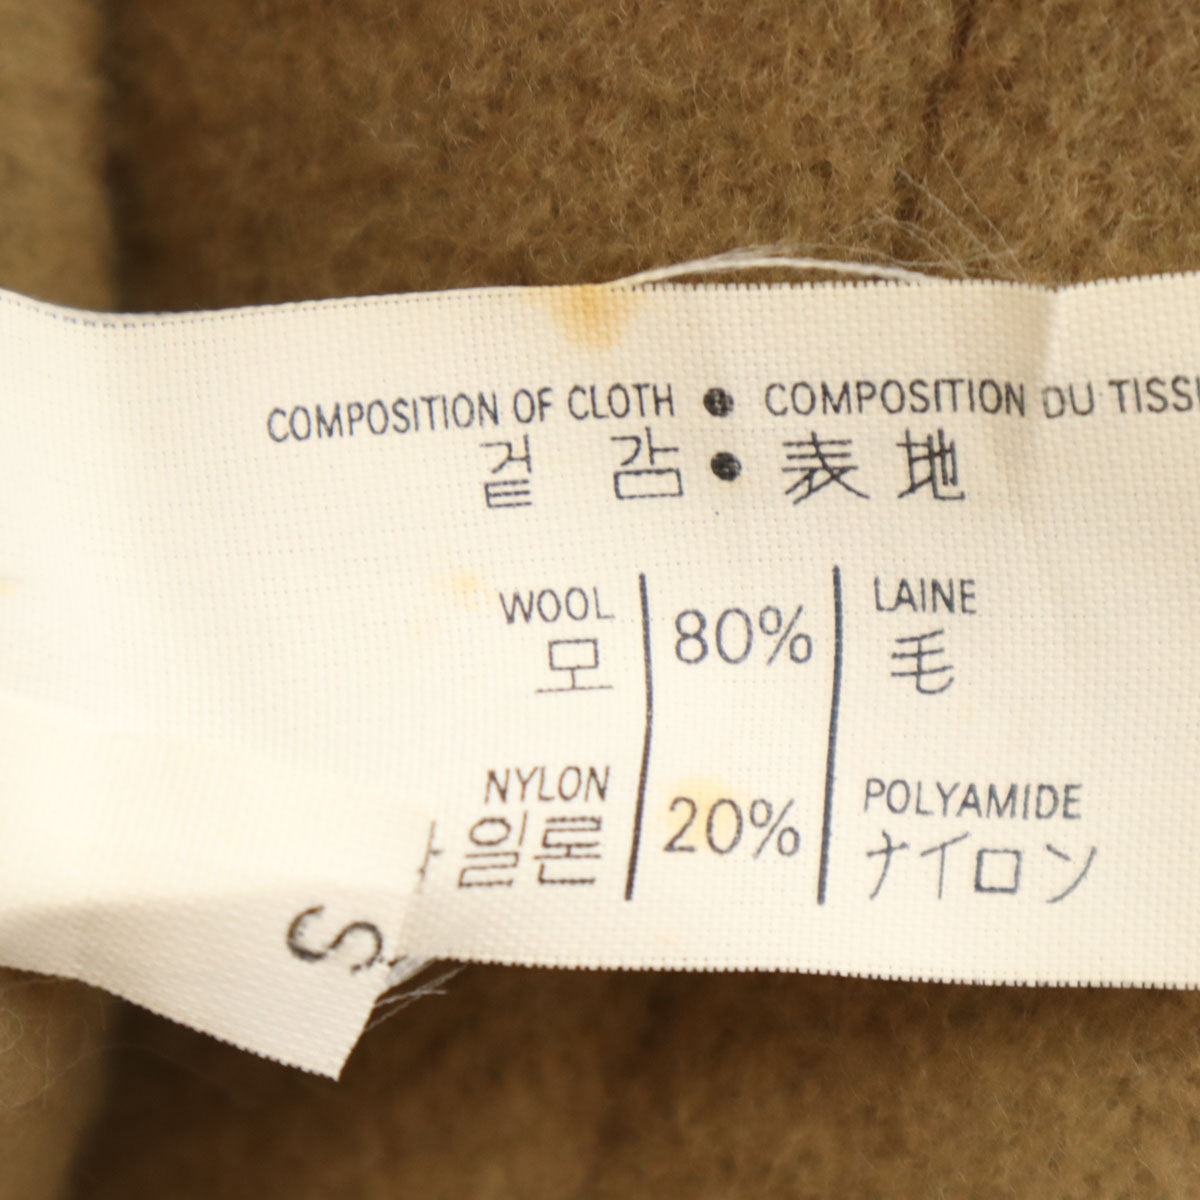 COMPOSITION OF CLOTH ● COMPOSITION DU
겉 감 ● 表 地
WOOL 80% LAINE
모 毛
NYLON 20% POLYAMIDE
일론 ナイロン
S